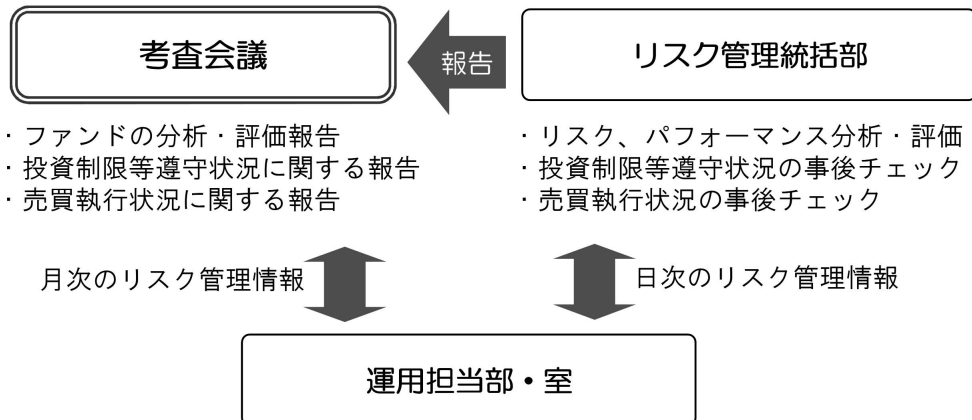 考査会議
報告
リスク管理統括部
・ファンドの分析・評価報告
・投資制限等遵守状況に関する報告
・売買執行状況に関する報告
・リスク、パフォーマンス分析・評価
・投資制限等遵守状況の事後チェック
・売買執行状況の事後チェック
月次のリスク管理情報
日次のリスク管理情報
運用担当部・室